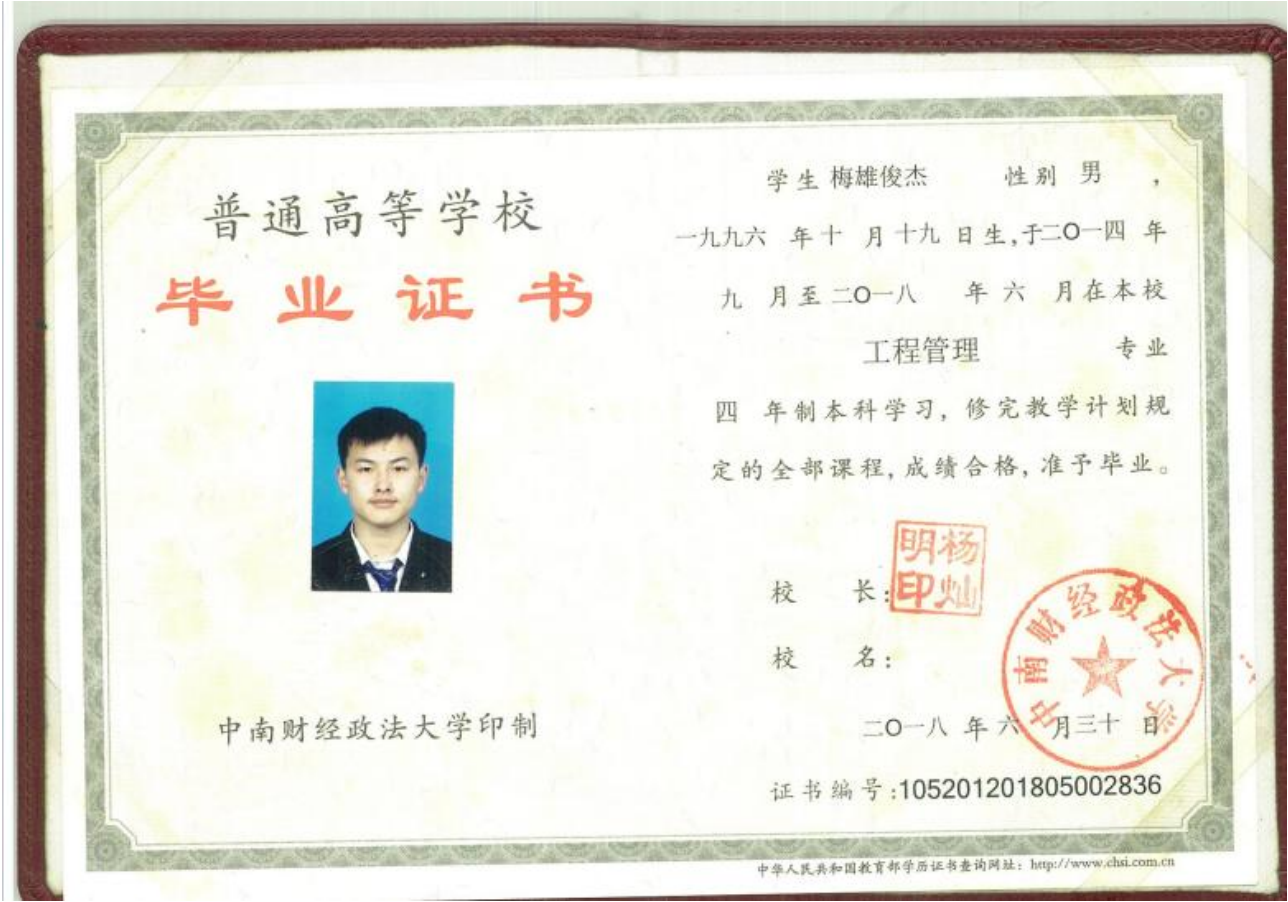 普通高等学校
毕业证书
中南财经政法大学印制
学生 梅雄俊杰 性别 男 ，
一九九六 年十 月十九 日生,于二O一四 年
九 月至二O一八 年六 月在本校
工程管理 专业
四 年制本科学习, 修完教学计划规
定的全部课程,成绩合格,准予毕业。
校 长:
杨灿明印
校 名:
中南财经政法大学
二O一八 年六 月三十 日
证书编号:105201201805002836
中华人民共和国教育部学历证书查询网址: http://www.chsi.com.cn